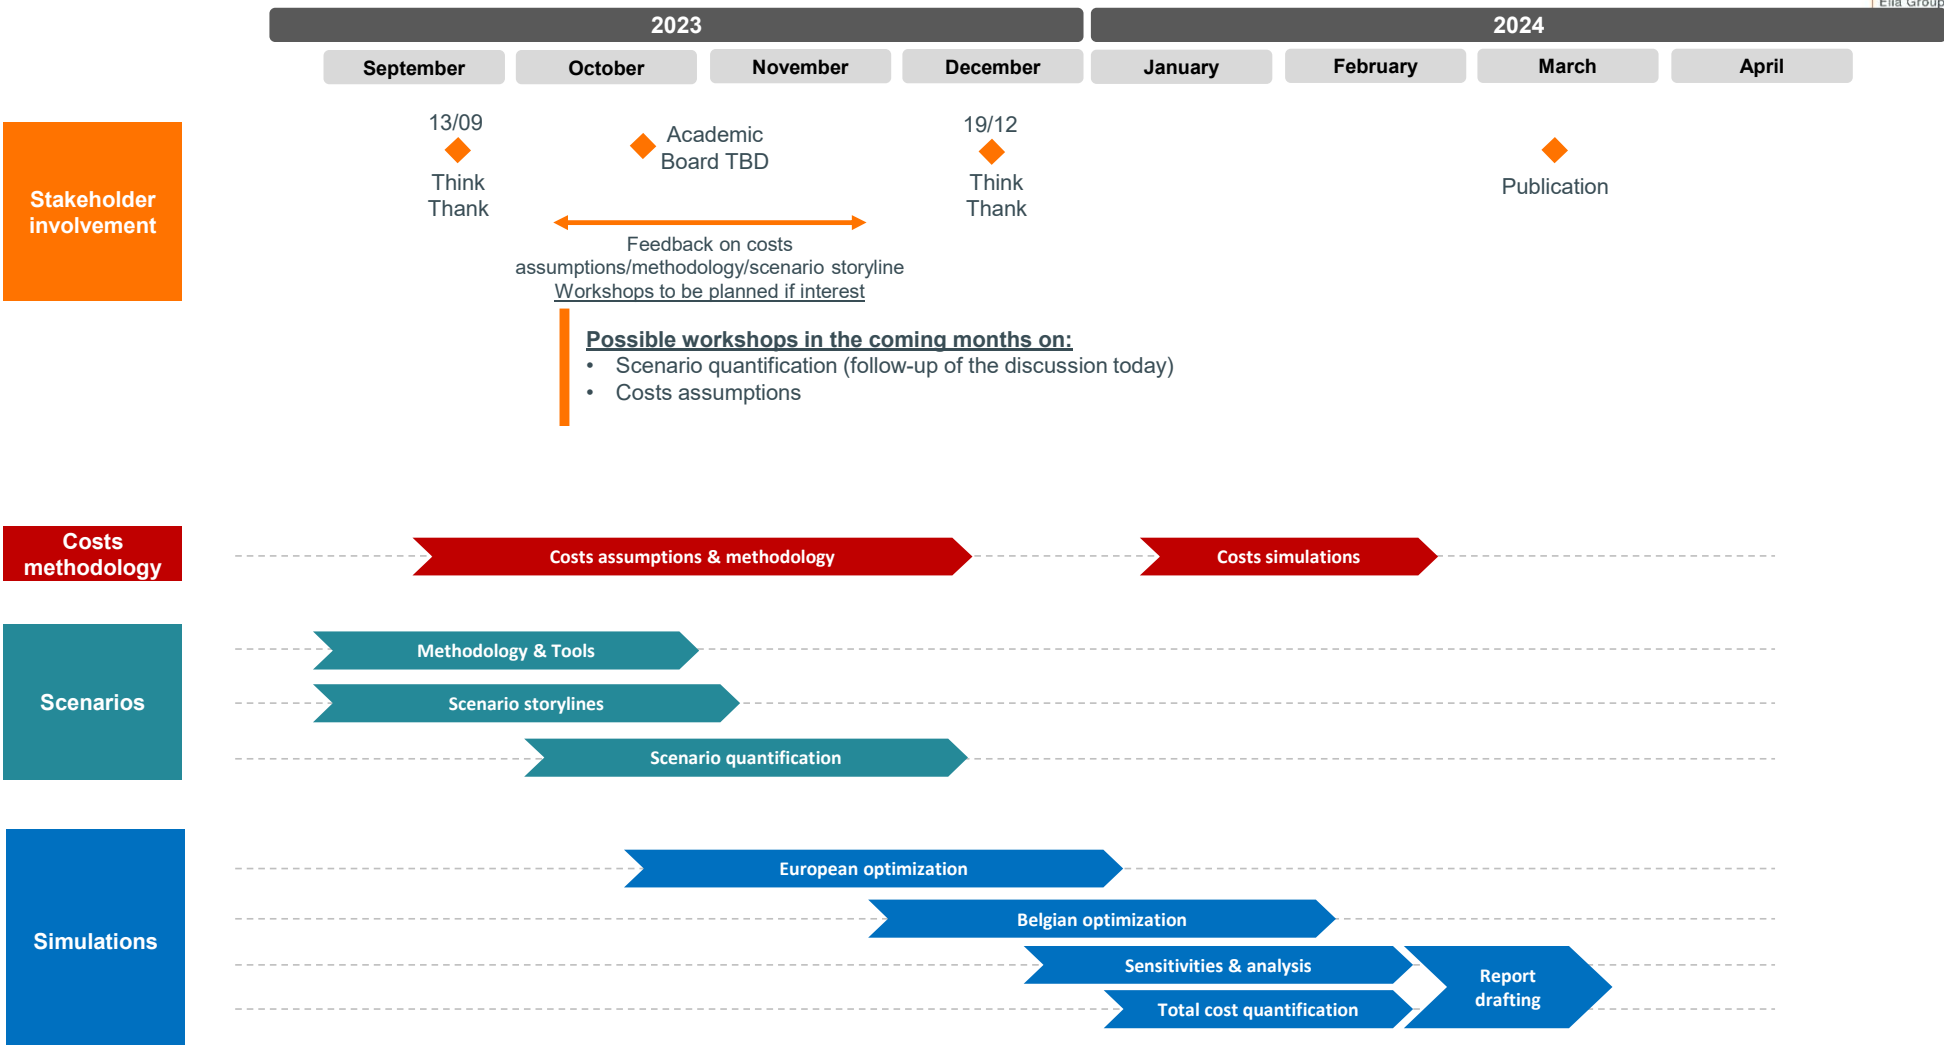 Elia Group
2023
2024
September
October
November
December
January
February
March
April
Stakeholder
involvement
13/09
Think
Thank
Academic
Board TBD
19/12
Think
Thank
Publication
Feedback on costs
assumptions/methodology/scenario storyline
Workshops to be planned if interest
Possible workshops in the coming months on:
• Scenario quantification (follow-up of the discussion today)
• Costs assumptions
Costs
methodology
Costs assumptions & methodology
Costs simulations
Scenarios
Methodology & Tools
Scenario storylines
Scenario quantification
Simulations
European optimization
Belgian optimization
Sensitivities & analysis
Total cost quantification
Report
drafting